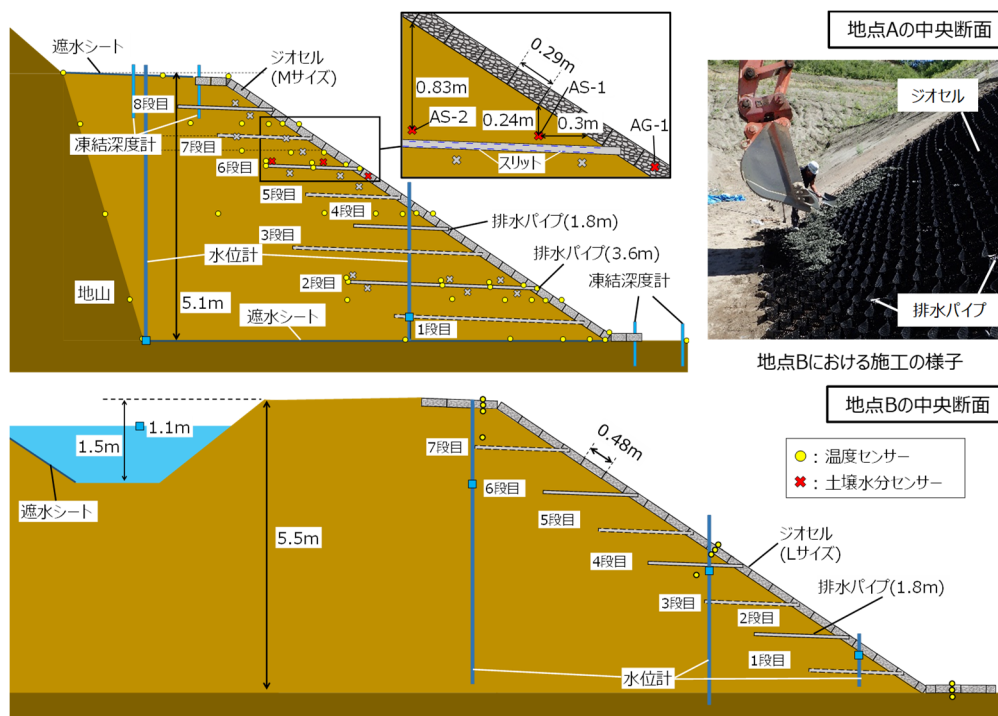 地点Aの中央断面
遮水シート
ジオセル
(Mサイズ)
8段目
凍結深度計
7段目
6段目
5段目
4段目
3段目
水位計
2段目
地山
5.1m
遮水シート
1段目
排水パイプ(1.8m)
排水パイプ(3.6m)
凍結深度計
0.83m
AS-2
0.29m
AS-1
0.24m
0.3m
AG-1
スリット
ジオセル
排水パイプ
地点Bにおける施工の様子
地点Bの中央断面
1.1m
1.5m
遮水シート
5.5m
7段目
6段目
5段目
4段目
3段目
2段目
1段目
0.48m
ジオセル
(Lサイズ)
排水パイプ(1.8m)
水位計
：温度センサー
：土壌水分センサー